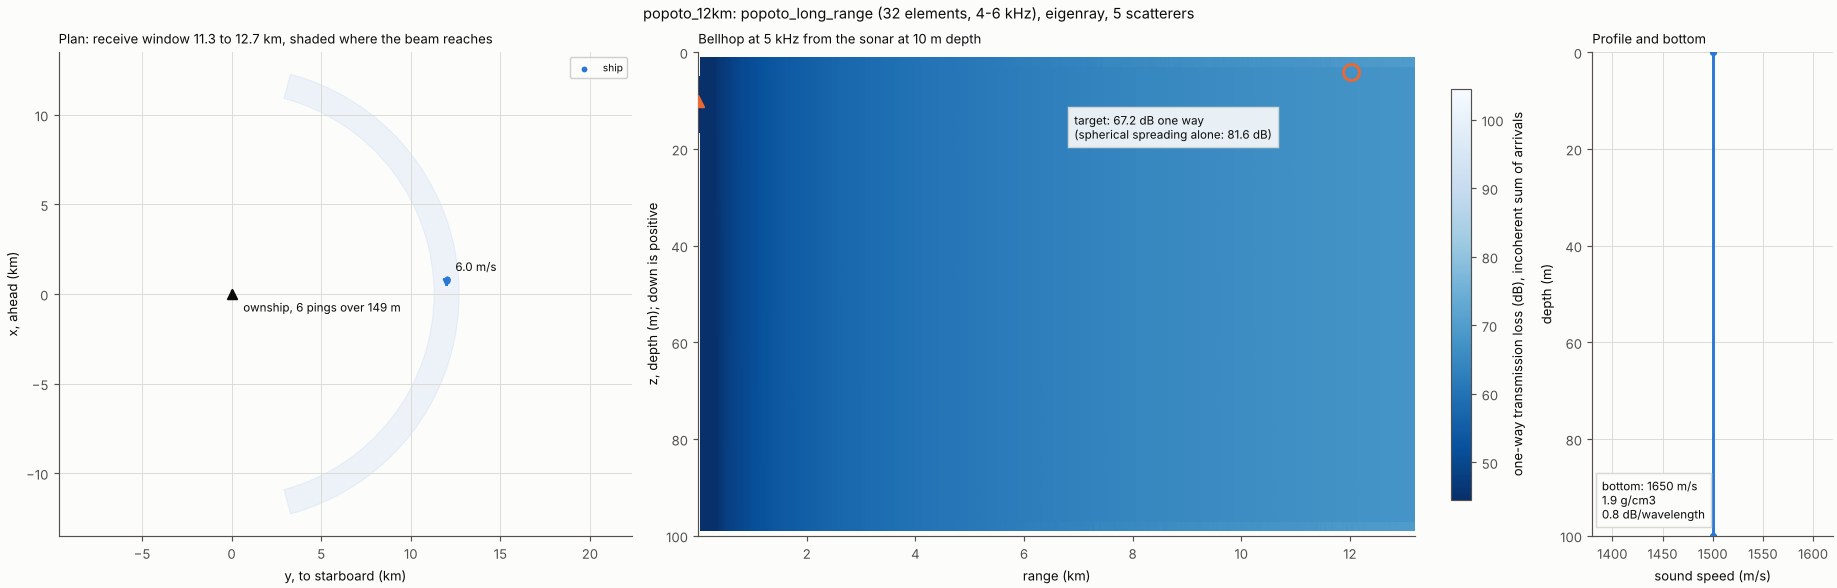 popoto_12km: popoto_long_range (32 elements, 4-6 kHz), eigenray, 5 scatterers
Plan: receive window 11.3 to 12.7 km, shaded where the beam reaches
ship
6.0 m/s
ownship, 6 pings over 149 m
x, ahead (km)
10
5
0
−5
−10
−5
0
5
10
15
20
y, to starboard (km)
Bellhop at 5 kHz from the sonar at 10 m depth
target: 67.2 dB one way
(spherical spreading alone: 81.6 dB)
z, depth (m); down is positive
0
20
40
60
80
100
2
4
6
8
10
12
range (km)
100
90
80
70
60
50
one-way transmission loss (dB), incoherent sum of arrivals
Profile and bottom
depth (m)
0
20
40
60
80
100
bottom: 1650 m/s
1.9 g/cm3
0.8 dB/wavelength
1400
1450
1500
1550
1600
sound speed (m/s)